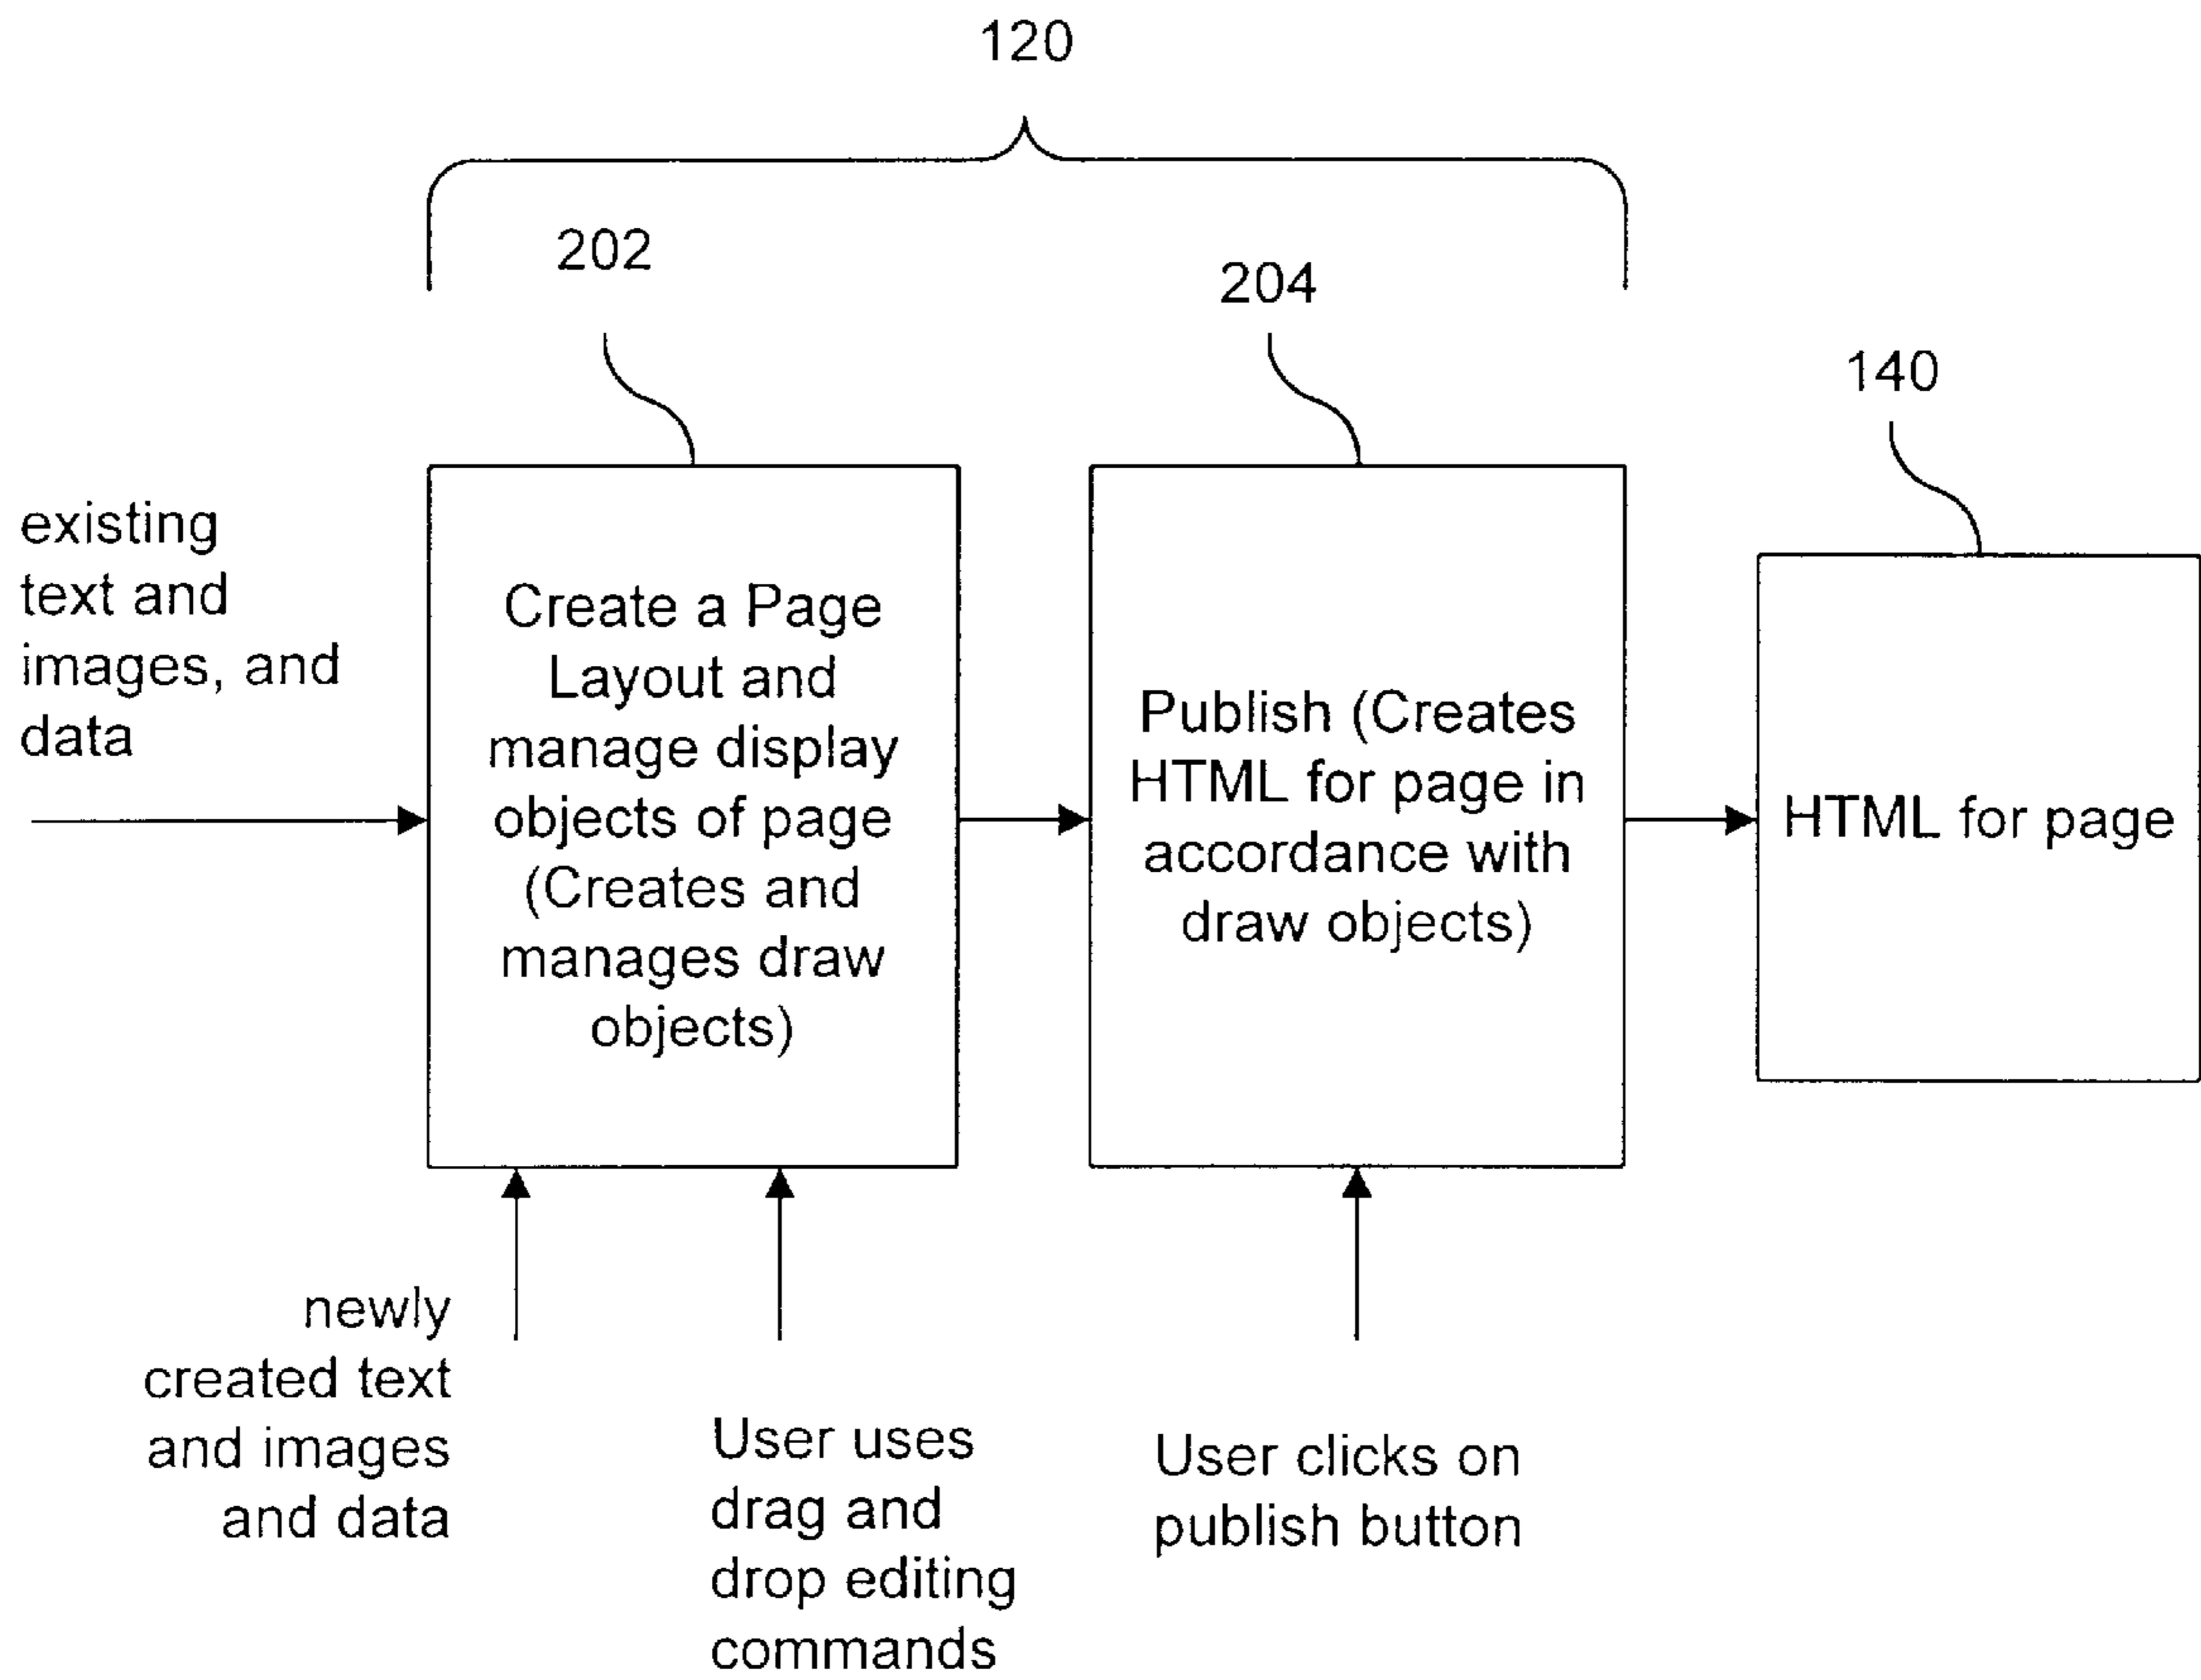 120
202
204
140
existing
text and
images, and
data
Create a Page
Layout and
manage display
objects of page
(Creates and
manages draw
objects)
Publish (Creates
HTML for page in
accordance with
draw objects)
HTML for page
newly
created text
and images
and data
User uses
drag and
drop editing
commands
User clicks on
publish button